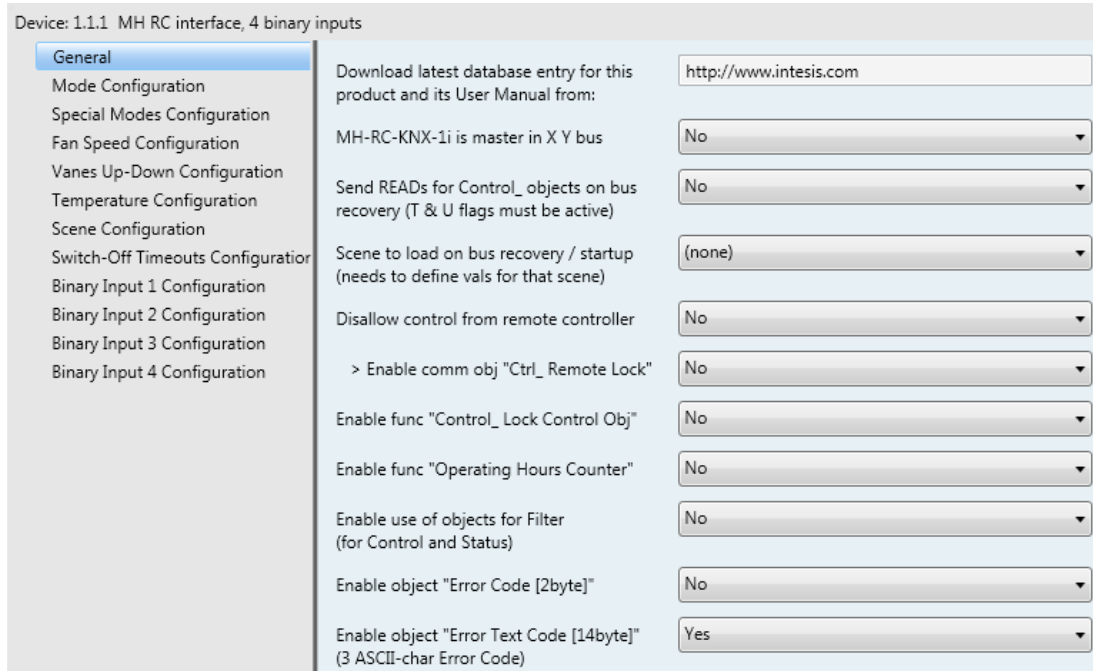 Device: 1.1.1 MH RC interface, 4 binary inputs
General
Mode Configuration
Special Modes Configuration
Fan Speed Configuration
Vanes Up-Down Configuration
Temperature Configuration
Scene Configuration
Switch-Off Timeouts Configuration
Binary Input 1 Configuration
Binary Input 2 Configuration
Binary Input 3 Configuration
Binary Input 4 Configuration
Download latest database entry for this
product and its User Manual from:
http://www.intesis.com
MH-RC-KNX-1i is master in X Y bus
No
Send READs for Control_ objects on bus
recovery (T & U flags must be active)
No
Scene to load on bus recovery / startup
(needs to define vals for that scene)
(none)
Disallow control from remote controller
No
> Enable comm obj "Ctrl_ Remote Lock"
No
Enable func "Control_ Lock Control Obj"
No
Enable func "Operating Hours Counter"
No
Enable use of objects for Filter
(for Control and Status)
No
Enable object "Error Code [2byte]"
No
Enable object "Error Text Code [14byte]"
(3 ASCII-char Error Code)
Yes